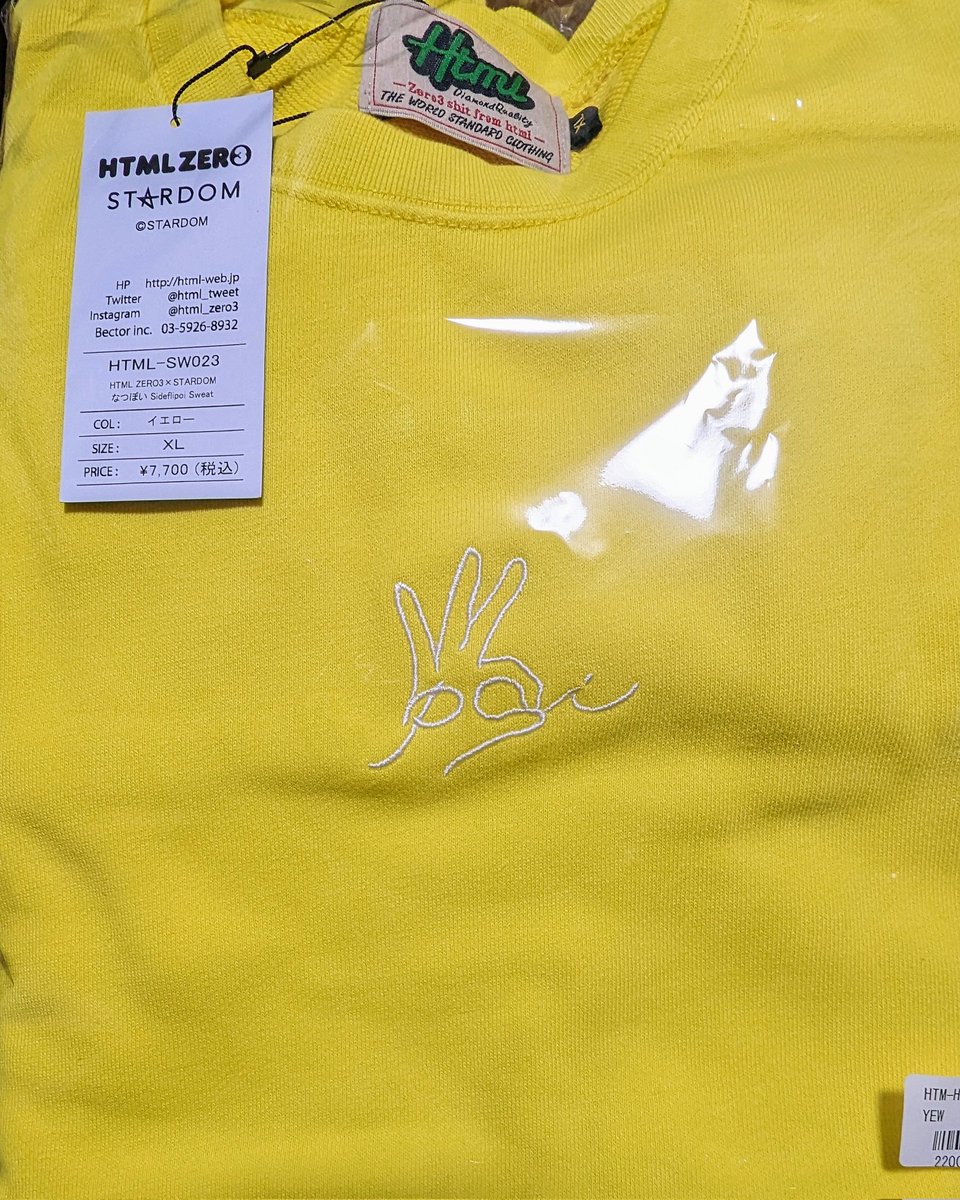 Html
DiamondQuality
—Zero3 shit from html—
THE WORLD STANDARD CLOTHING
HTML ZERO3
STARDOM
©STARDOM
HP http://html-web.jp
Twitter @html_tweet
Instagram @html_zero3
Bector inc. 03-5926-8932
HTML-SW023
HTML ZERO3×STARDOM
なつぽい Sideflipoi Sweat
COL: イエロー
SIZE: XL
PRICE: ¥7,700(税込)
poi
HTM-H
YEW
2200